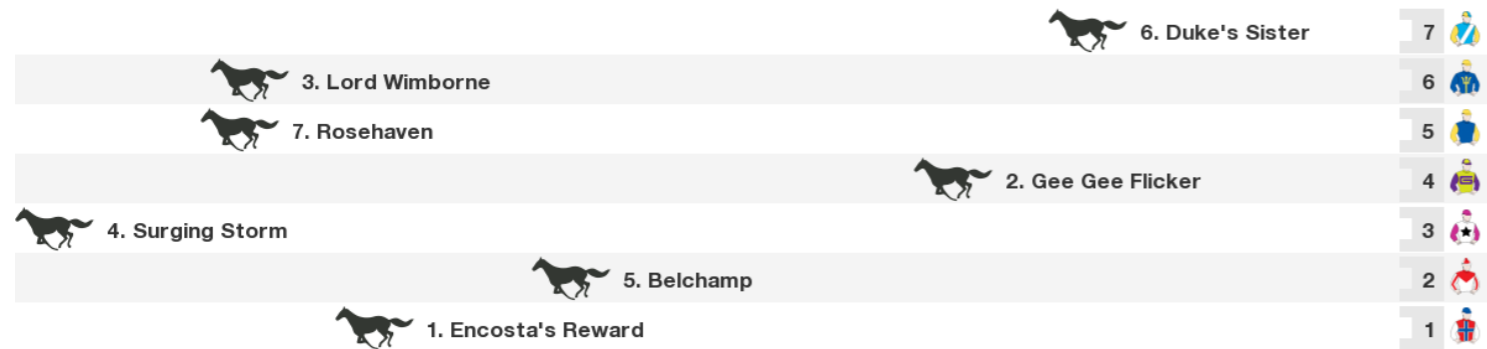 6. Duke's Sister 7
3. Lord Wimborne 6
7. Rosehaven 5
2. Gee Gee Flicker 4
4. Surging Storm 3
5. Belchamp 2
1. Encosta's Reward 1